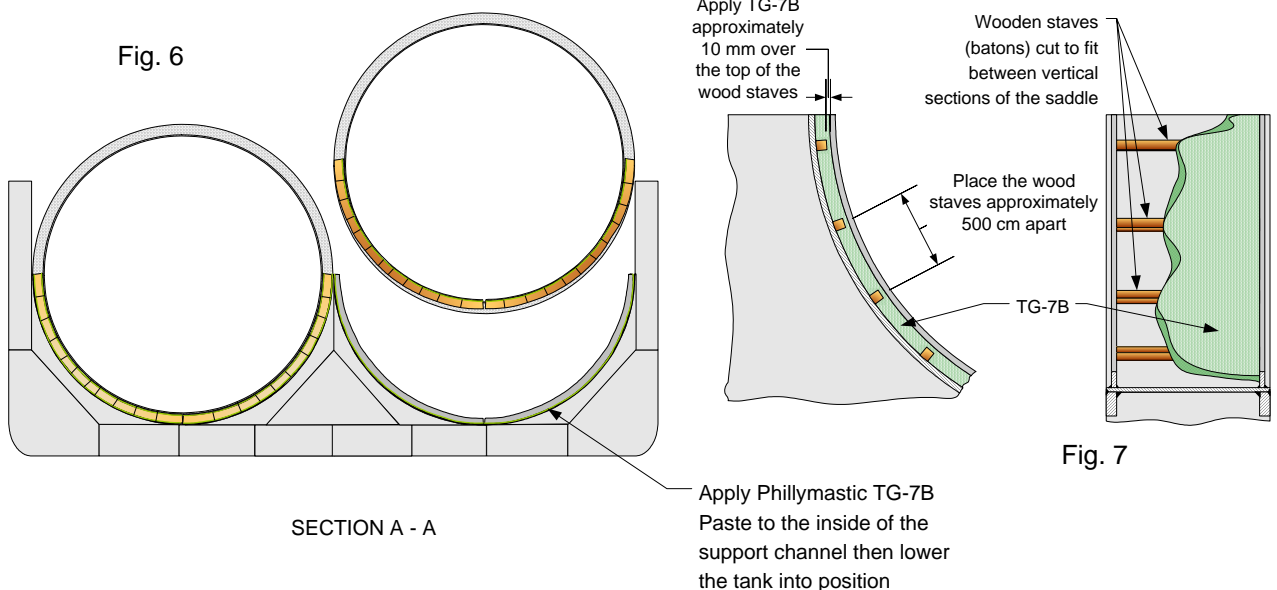 Fig. 6
SECTION A - A
Apply Phillymastic TG-7B
Paste to the inside of the
support channel then lower
the tank into position
Apply TG-7B
approximately
10 mm over
the top of the
wood staves
Place the wood
staves approximately
500 cm apart
TG-7B
Wooden staves
(batons) cut to fit
between vertical
sections of the saddle
Fig. 7